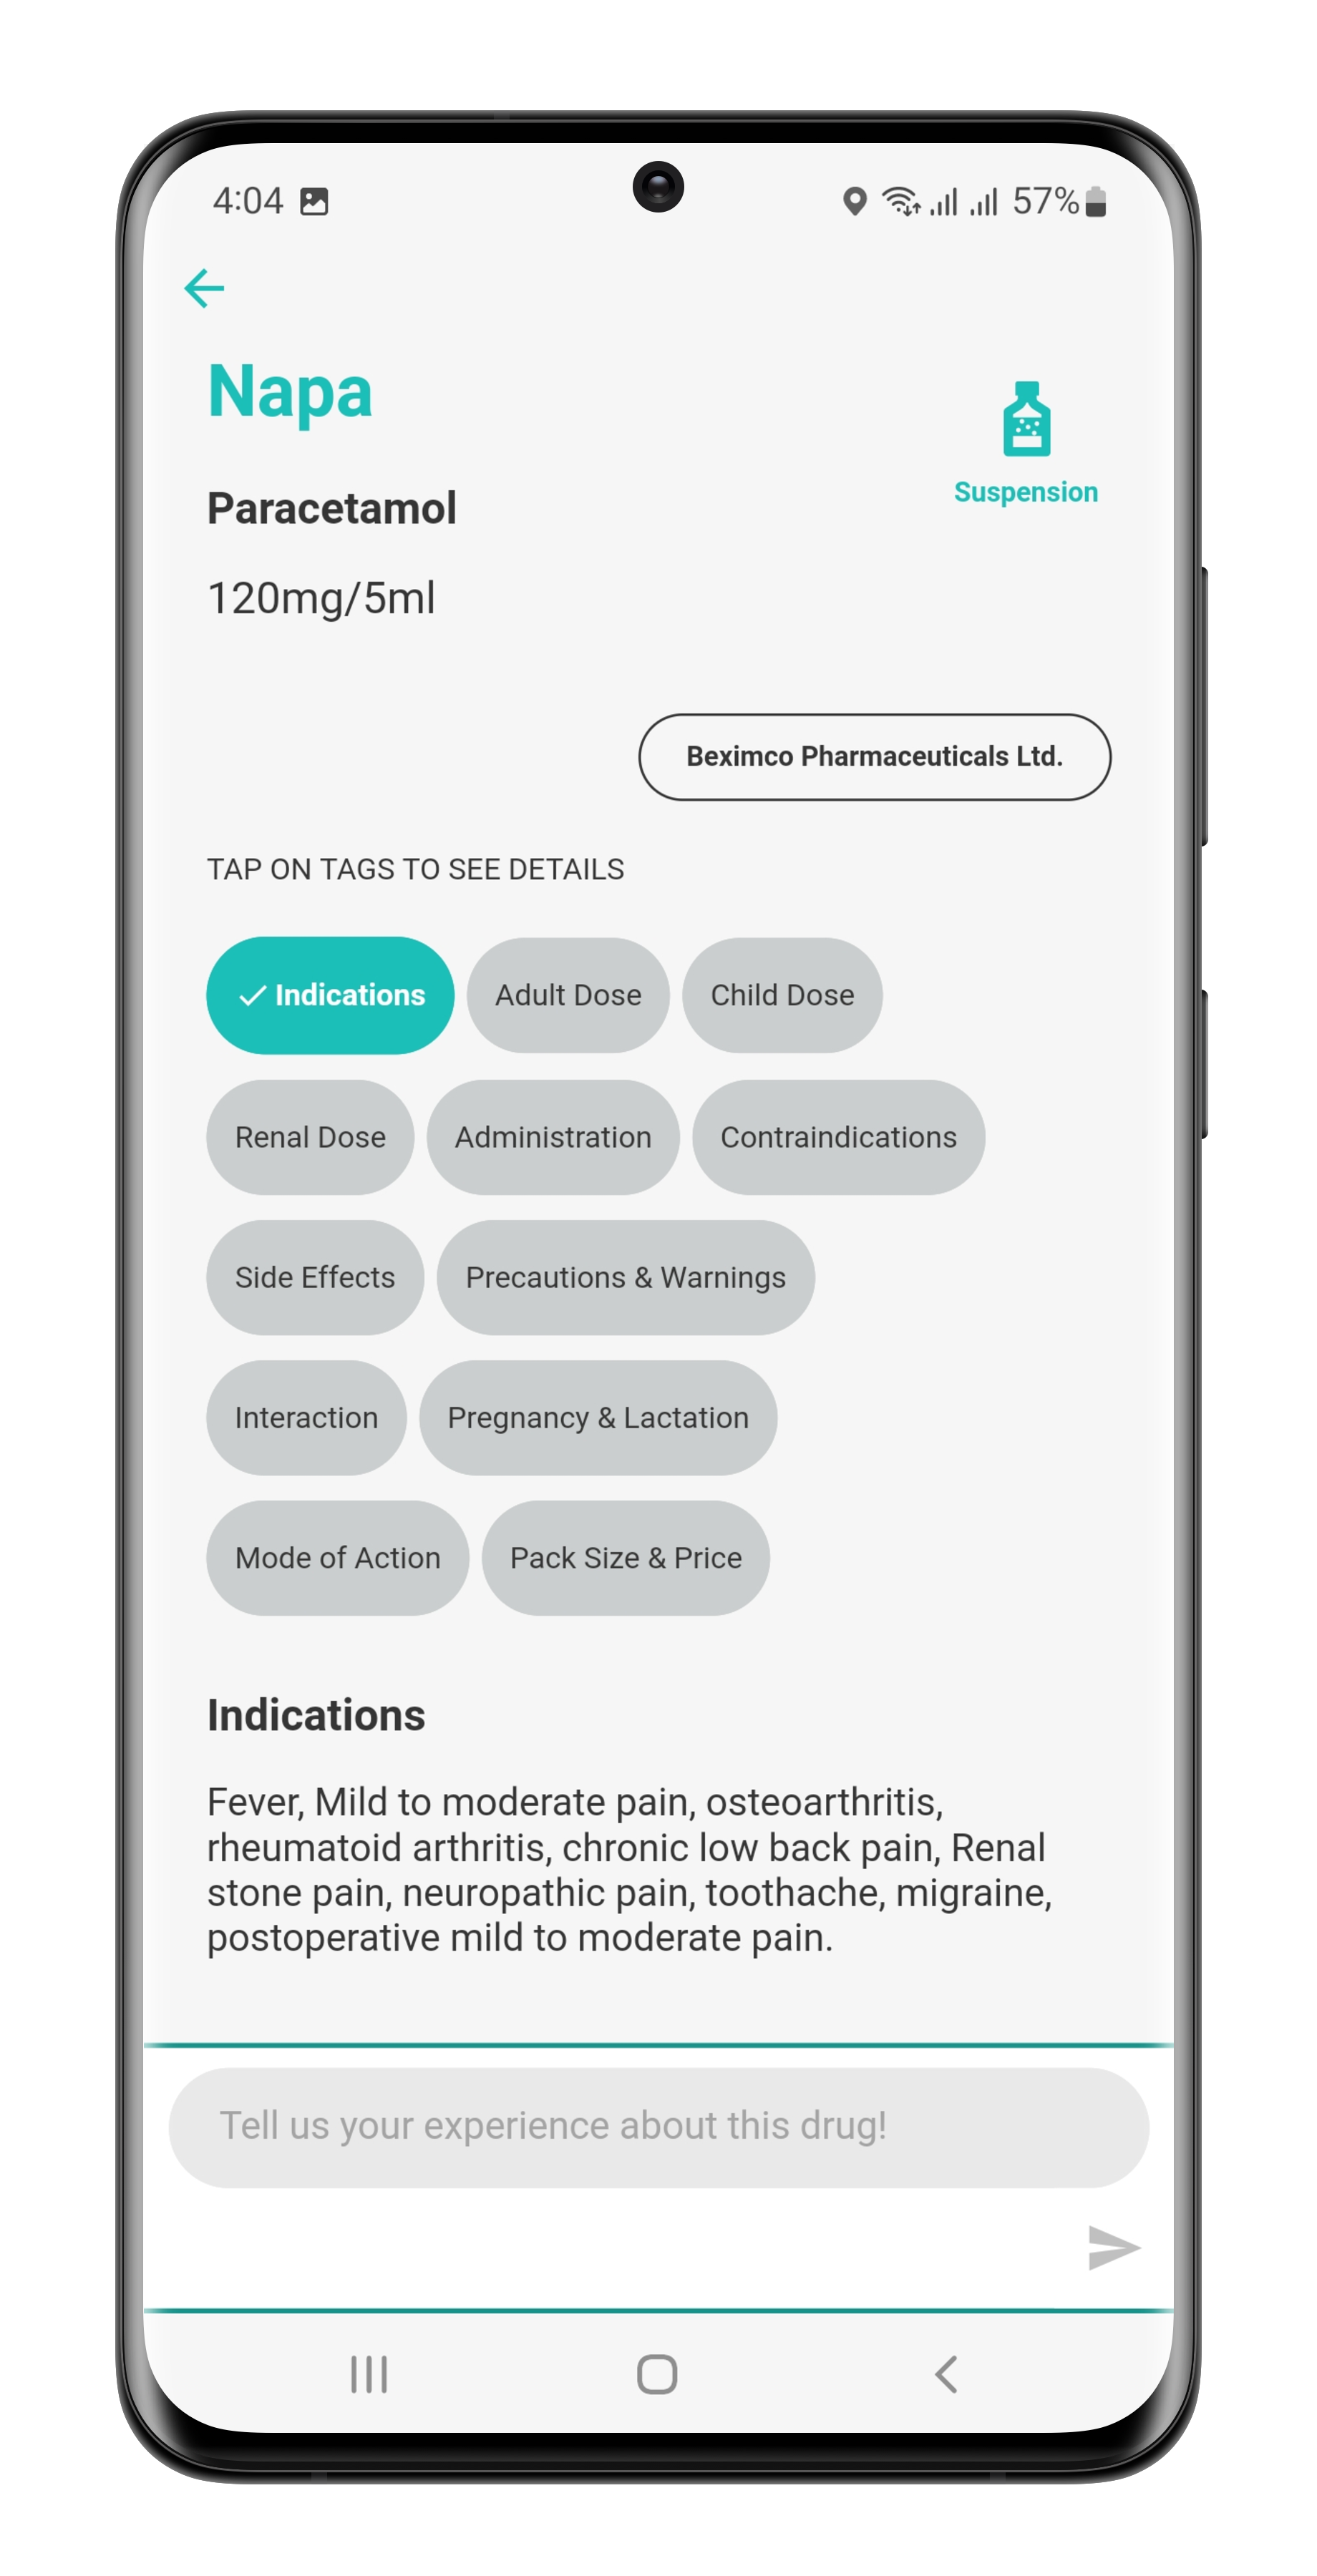 4:04
57%
Napa
Suspension
Paracetamol
120mg/5ml
Beximco Pharmaceuticals Ltd.
TAP ON TAGS TO SEE DETAILS
Indications Adult Dose Child Dose
Renal Dose Administration Contraindications
Side Effects Precautions & Warnings
Interaction Pregnancy & Lactation
Mode of Action Pack Size & Price
Indications
Fever, Mild to moderate pain, osteoarthritis,
rheumatoid arthritis, chronic low back pain, Renal
stone pain, neuropathic pain, toothache, migraine,
postoperative mild to moderate pain.
Tell us your experience about this drug!